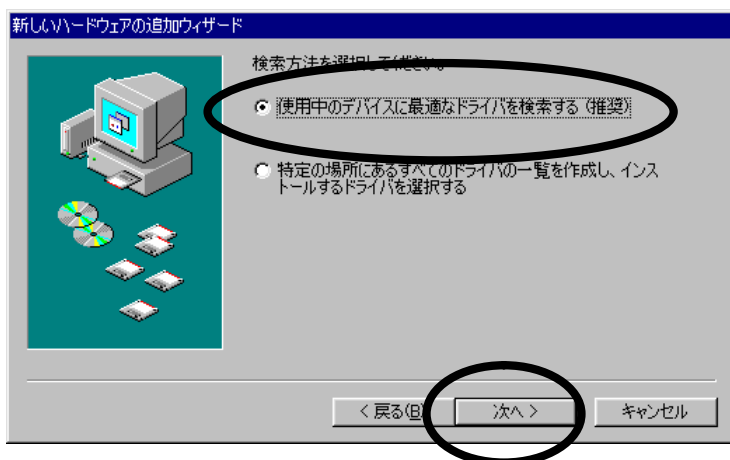 新しいハードウェアの追加ウィザード
検索方法を選択してください。
使用中のデバイスに最適なドライバを検索する (推奨)
特定の場所にあるすべてのドライバの一覧を作成し、インス
トールするドライバを選択する
< 戻る(B)
次へ >
キャンセル